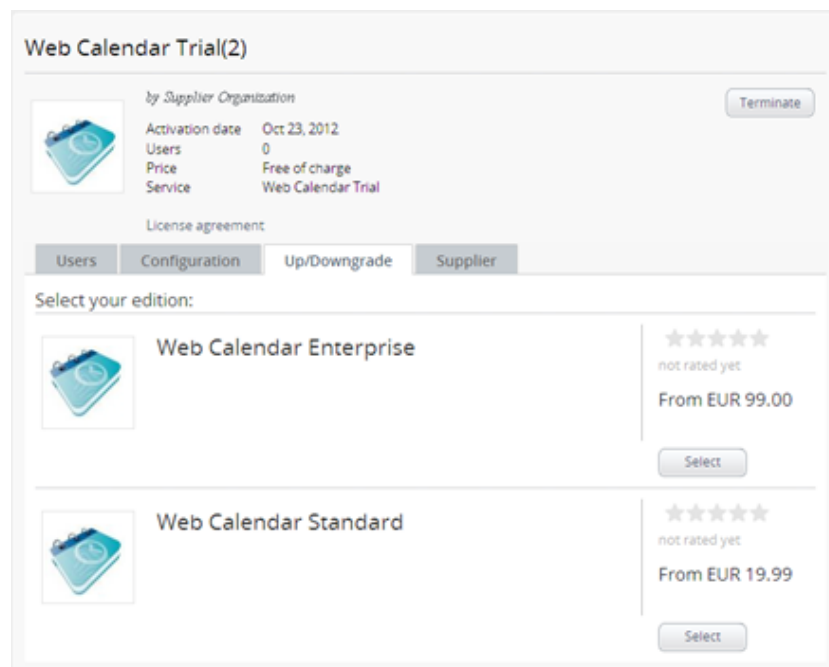 Web Calendar Trial(2)
by Supplier Organization
Terminate
Activation date Oct 23, 2012
Users 0
Price Free of charge
Service Web Calendar Trial
License agreement
Users Configuration Up/Downgrade Supplier
Select your edition:
Web Calendar Enterprise
not rated yet
From EUR 99.00
Select
Web Calendar Standard
not rated yet
From EUR 19.99
Select